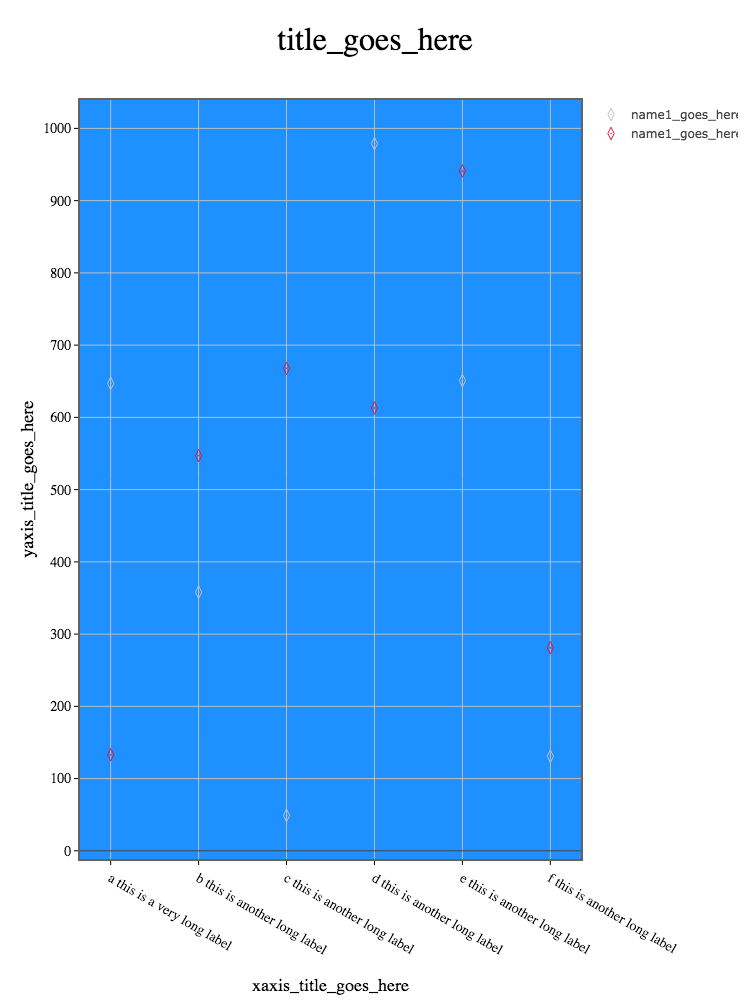 title_goes_here
name1_goes_here
name1_goes_here
1000
900
800
700
600
500
400
300
200
100
0
yaxis_title_goes_here
a this is a very long label
b this is another long label
c this is another long label
d this is another long label
e this is another long label
f this is another long label
xaxis_title_goes_here